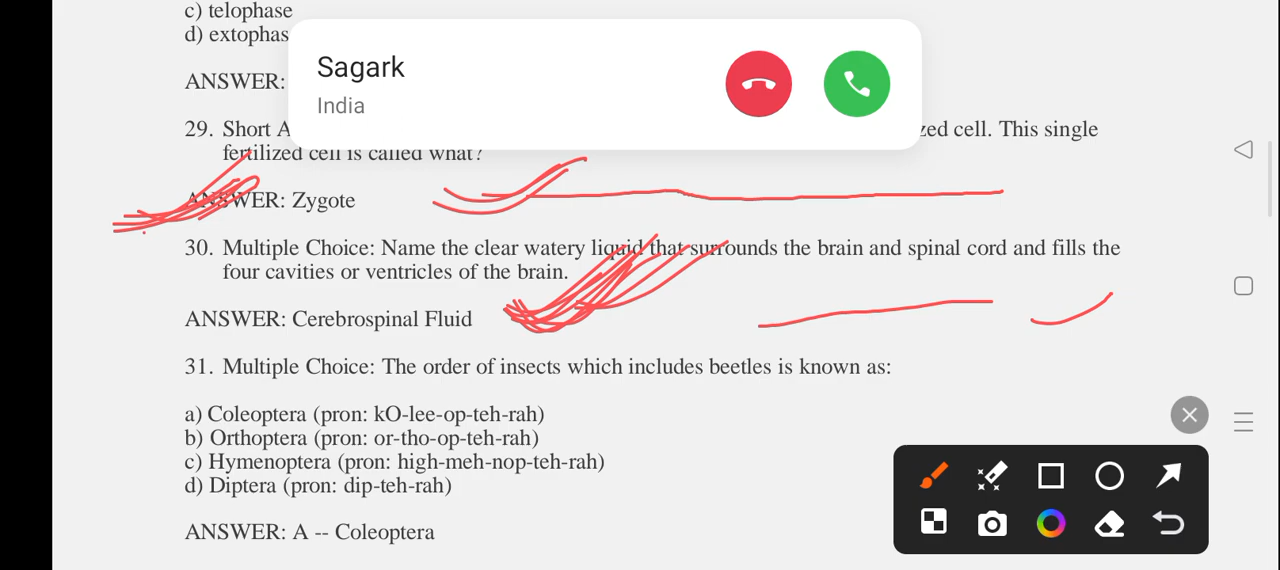 c) telophase
d) extophas
Sagark
India
ANSWER:
29. Short A zed cell. This single
fertilized cell is called what?
ANSWER: Zygote
30. Multiple Choice: Name the clear watery liquid that surrounds the brain and spinal cord and fills the
four cavities or ventricles of the brain.
ANSWER: Cerebrospinal Fluid
31. Multiple Choice: The order of insects which includes beetles is known as:
a) Coleoptera (pron: kO-lee-op-teh-rah)
b) Orthoptera (pron: or-tho-op-teh-rah)
c) Hymenoptera (pron: high-meh-nop-teh-rah)
d) Diptera (pron: dip-teh-rah)
ANSWER: A -- Coleoptera